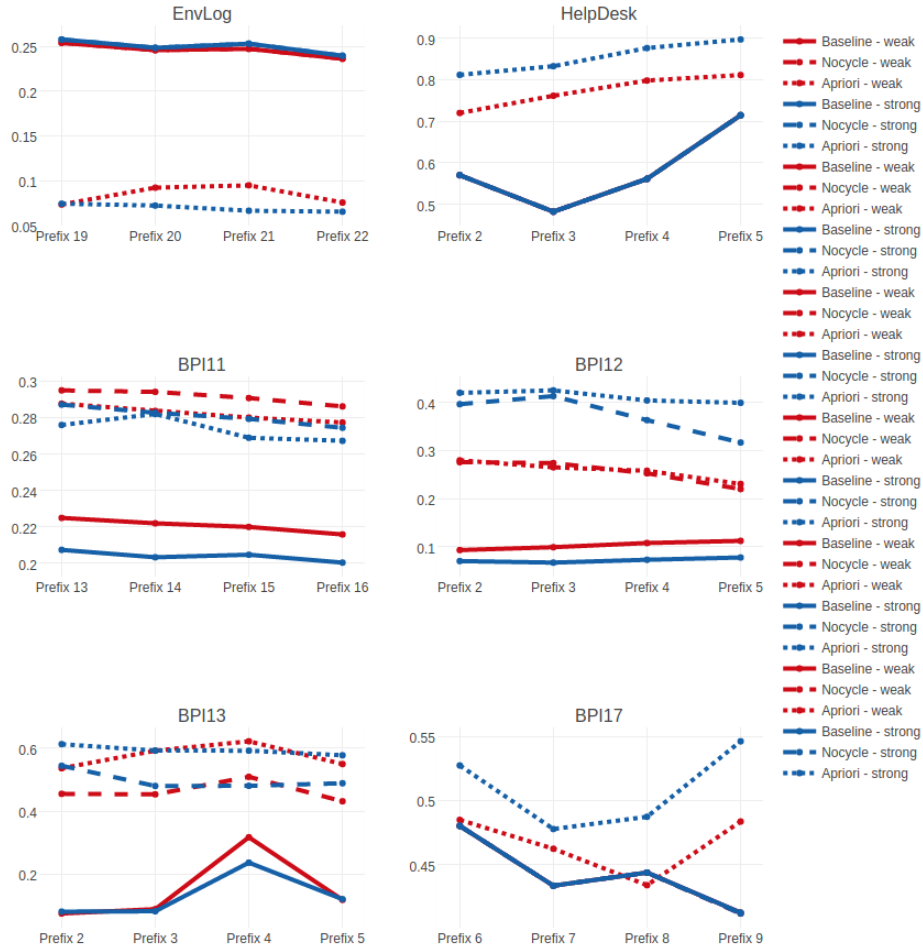 EnvLog
0.25
0.2
0.15
0.1
0.05
Prefix 19 Prefix 20 Prefix 21 Prefix 22
HelpDesk
0.9
0.8
0.7
0.6
0.5
Prefix 2 Prefix 3 Prefix 4 Prefix 5
BPI11
0.3
0.28
0.26
0.24
0.22
0.2
Prefix 13 Prefix 14 Prefix 15 Prefix 16
BPI12
0.4
0.3
0.2
0.1
Prefix 2 Prefix 3 Prefix 4 Prefix 5
BPI13
0.6
0.4
0.2
Prefix 2 Prefix 3 Prefix 4 Prefix 5
BPI17
0.55
0.5
0.45
Prefix 6 Prefix 7 Prefix 8 Prefix 9
Baseline - weak
Nocycle - weak
Apriori - weak
Baseline - strong
Nocycle - strong
Apriori - strong
Baseline - weak
Nocycle - weak
Apriori - weak
Baseline - strong
Nocycle - strong
Apriori - strong
Baseline - weak
Nocycle - weak
Apriori - weak
Baseline - strong
Nocycle - strong
Apriori - strong
Baseline - weak
Nocycle - weak
Apriori - weak
Baseline - strong
Nocycle - strong
Apriori - strong
Baseline - weak
Nocycle - weak
Apriori - weak
Baseline - strong
Nocycle - strong
Apriori - strong
Baseline - weak
Nocycle - weak
Apriori - weak
Baseline - strong
Nocycle - strong
Apriori - strong